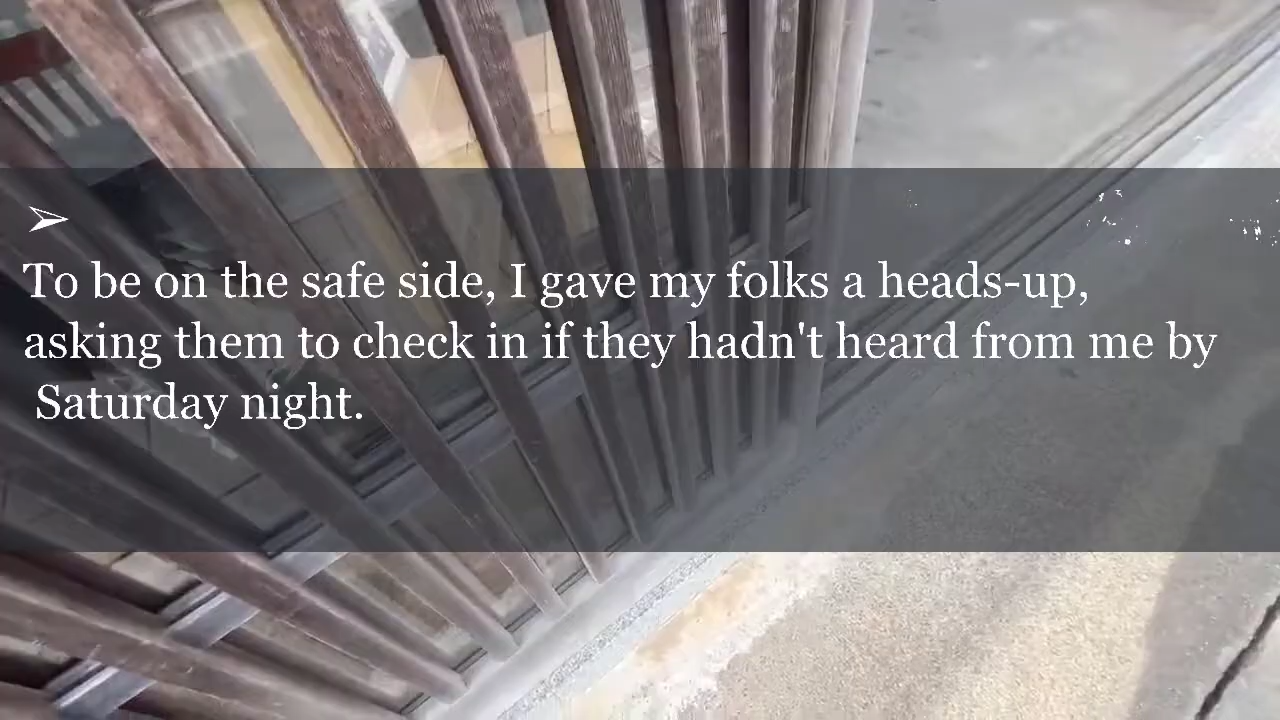 ➢
To be on the safe side, I gave my folks a heads-up,
asking them to check in if they hadn't heard from me by
Saturday night.